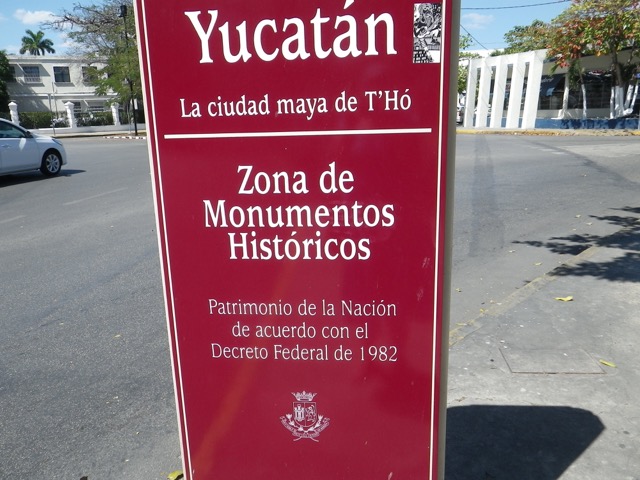 Yucatán
La ciudad maya de T'Hó
Zona de
Monumentos
Históricos
Patrimonio de la Nación
de acuerdo con el
Decreto Federal de 1982